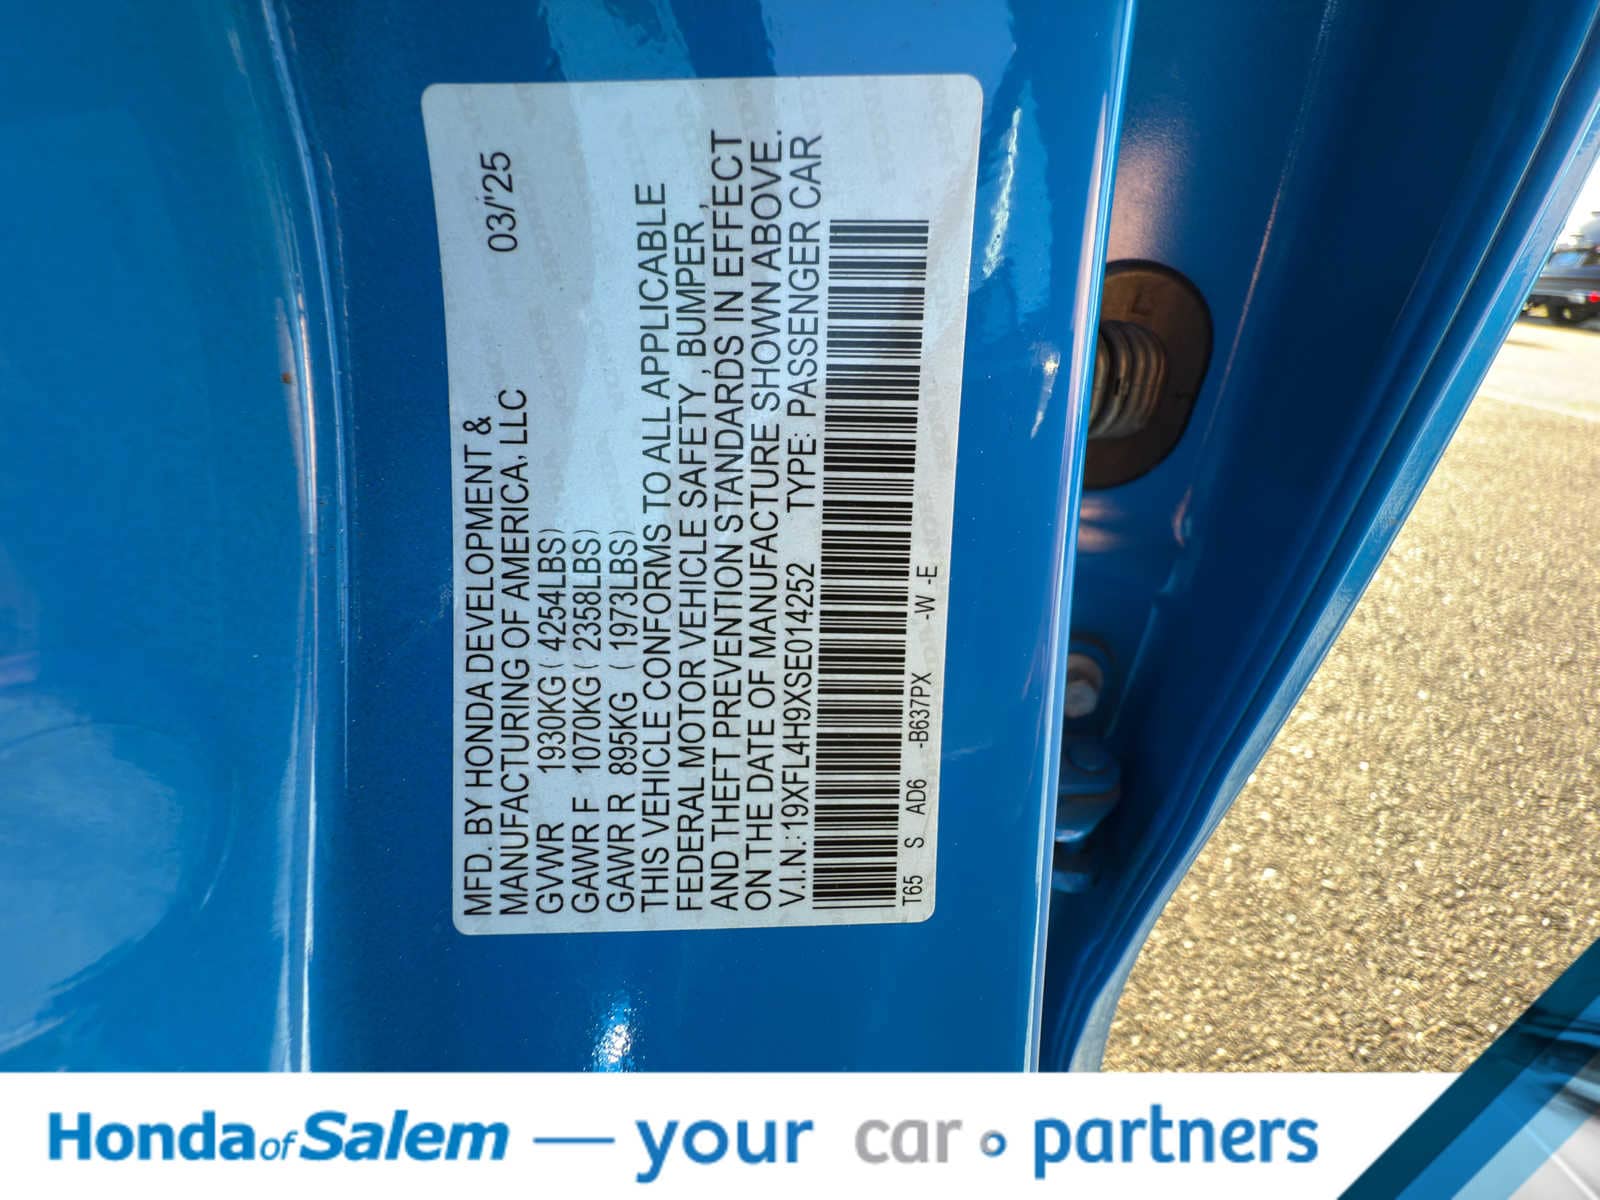 MFD. BY HONDA DEVELOPMENT & 03/'25
MANUFACTURING OF AMERICA, LLC
GVWR 1930KG ( 4254LBS)
GAWR F 1070KG ( 2358LBS)
GAWR R 895KG ( 1973LBS)
THIS VEHICLE CONFORMS TO ALL APPLICABLE
FEDERAL MOTOR VEHICLE SAFETY , BUMPER ,
AND THEFT PREVENTION STANDARDS IN EFFECT
ON THE DATE OF MANUFACTURE SHOWN ABOVE.
V.I.N.:19XFL4H9XSE014252 TYPE: PASSENGER CAR
T65 S AD6 -B637PX -W -E
Honda of Salem — your car partners